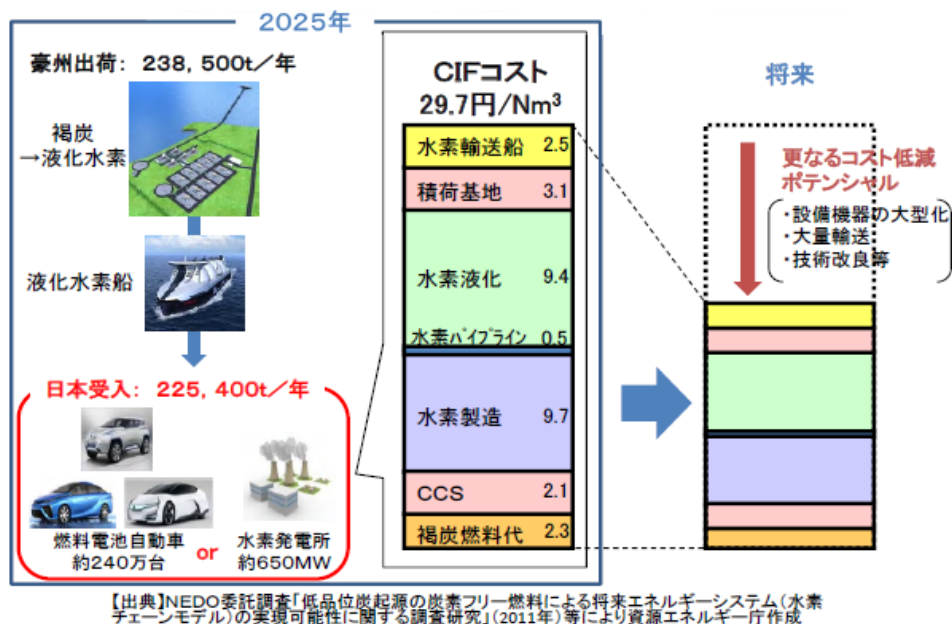 2025年
豪州出荷： 238，500t／年
褐炭
→液化水素
液化水素船
日本受入： 225，400t／年
燃料電池自動車
約240万台
or
水素発電所
約650MW
CIFコスト
29.7円/Nm³
水素輸送船 2.5
積荷基地 3.1
水素液化 9.4
水素ﾊﾟｲﾌﾟﾗｲﾝ 0.5
水素製造 9.7
CCS 2.1
褐炭燃料代 2.3
将来
更なるコスト低減
ポテンシャル
・設備機器の大型化
・大量輸送
・技術改良等
【出典】NEDO委託調査「低品位炭起源の炭素フリー燃料による将来エネルギーシステム（水素
チェーンモデル）の実現可能性に関する調査研究」（2011年）等により資源エネルギー庁作成